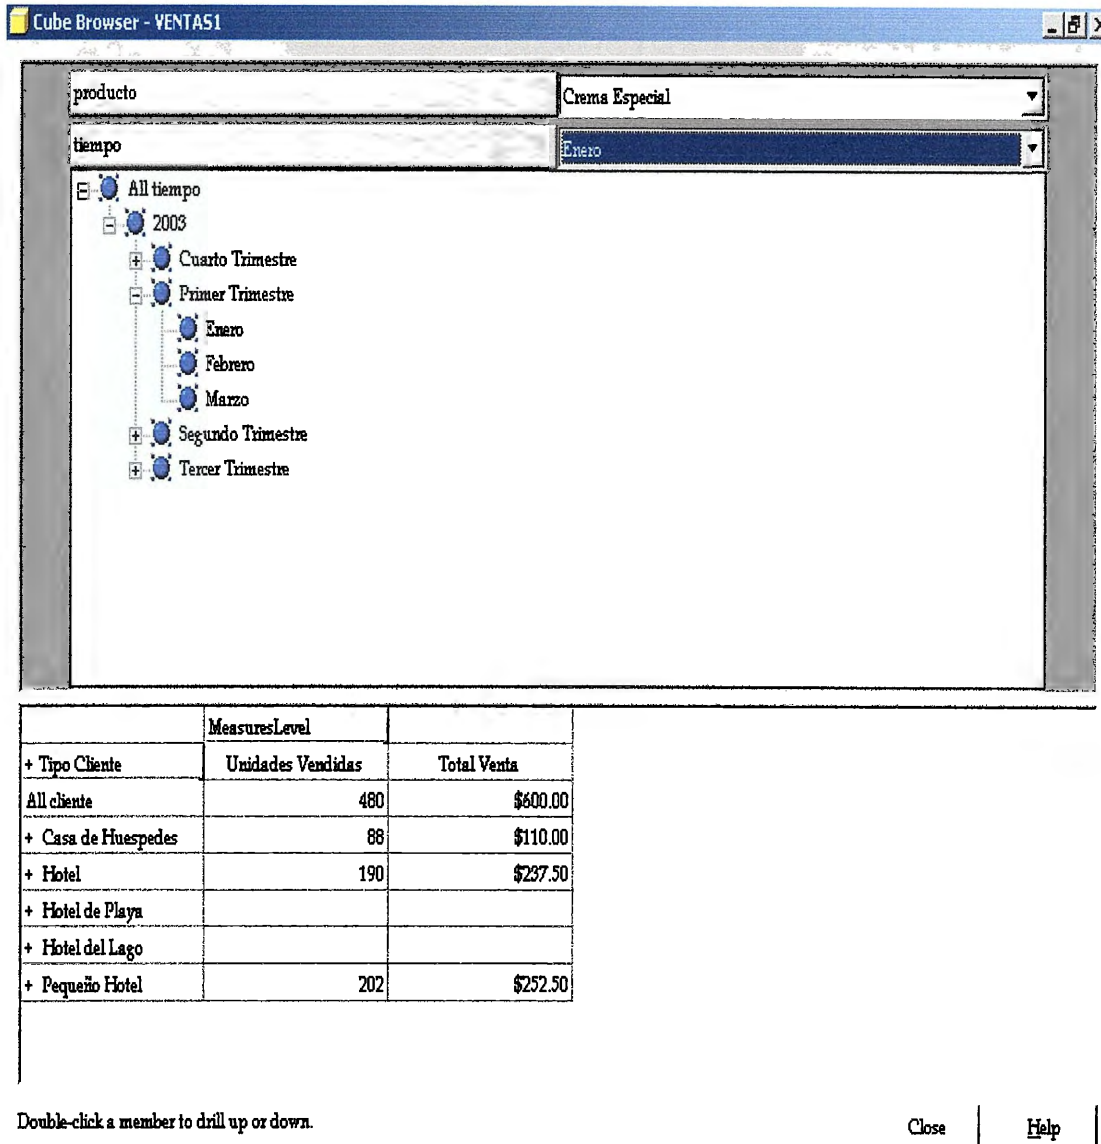 Cube Browser - VENTAS1
producto Crema Especial
tiempo Enero
All tiempo
2003
Cuarto Trimestre
Primer Trimestre
Enero
Febrero
Marzo
Segundo Trimestre
Tercer Trimestre
MeasuresLevel
+ Tipo Cliente Unidades Vendidas Total Venta
All cliente 480 $600.00
+ Casa de Huespedes 88 $110.00
+ Hotel 190 $237.50
+ Hotel de Playa
+ Hotel del Lago
+ Pequeño Hotel 202 $252.50
Double-click a member to drill up or down.
Close Help